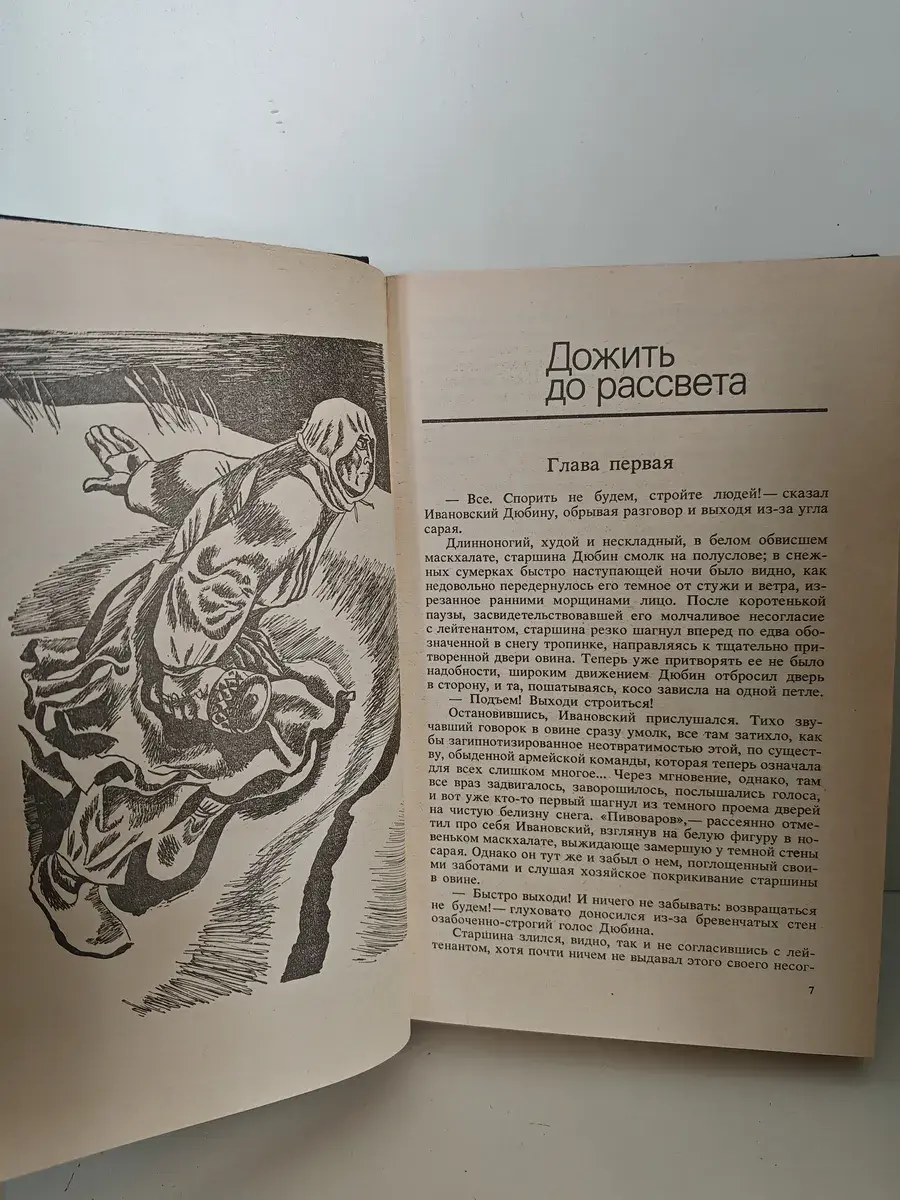 Дожить
до рассвета
Глава первая
— Все. Спорить не будем, стройте людей!— сказал
Ивановский Дюбину, обрывая разговор и выходя из-за угла
сарая.
Длинноногий, худой и нескладный, в белом обвисшем
маскхалате, старшина Дюбин смолк на полуслове; в снеж-
ных сумерках быстро наступающей ночи было видно, как
недовольно передернулось его темное от стужи и ветра, из-
резанное ранними морщинами лицо. После коротенькой
паузы, засвидетельствовавшей его молчаливое несогласие
с лейтенантом, старшина резко шагнул вперед по едва обо-
значенной в снегу тропинке, направляясь к тщательно при-
творенной двери овина. Теперь уже притворять ее не было
надобности, широким движением Дюбин отбросил дверь
в сторону, и та, пошатываясь, косо зависла на одной петле.
— Подъем! Выходи строиться!
Остановившись, Ивановский прислушался. Тихо зву-
чавший говорок в овине сразу умолк, все там затихло, как
бы загипнотизированное неотвратимостью этой, по сущест-
ву, обыденной армейской команды, которая теперь означала
для всех слишком многое... Через мгновение, однако, там
все враз задвигалось, заворошилось, послышались голоса,
и вот уже кто-то первый шагнул из темного проема дверей
на чистую белизну снега. «Пивоваров»,— рассеянно отме-
тил про себя Ивановский, взглянув на белую фигуру в но-
веньком маскхалате, выжидающе замершую у темной стены
сарая. Однако он тут же и забыл о нем, поглощенный свои-
ми заботами и слушая хозяйское покрикивание старшины
в овине.
— Быстро выходи! И ничего не забывать: возвращаться
не будем!— глуховато доносился из-за бревенчатых стен
озабоченно-строгий голос Дюбина.
Старшина злился, видно, так и не согласившись с лей-
тенантом, хотя почти ничем не выдавал этого своего несог-
7